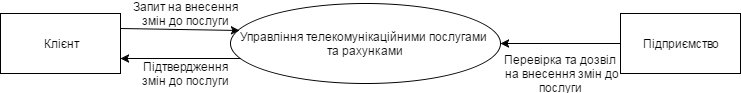 Запит на внесення
змін до послуги
Клієнт
Управління телекомунікаційними послугами
та рахунками
Підприємство
Підтвердження
змін до послуги
Перевірка та дозвіл
на внесення змін до
послуги